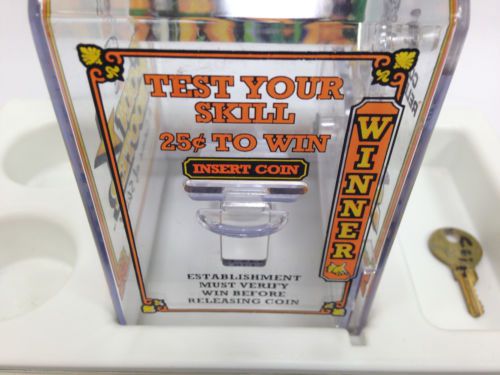 TEST YOUR
SKILL
25¢ TO WIN
INSERT COIN
WINNER
ESTABLISHMENT
MUST VERIFY
WIN BEFORE
RELEASING COIN